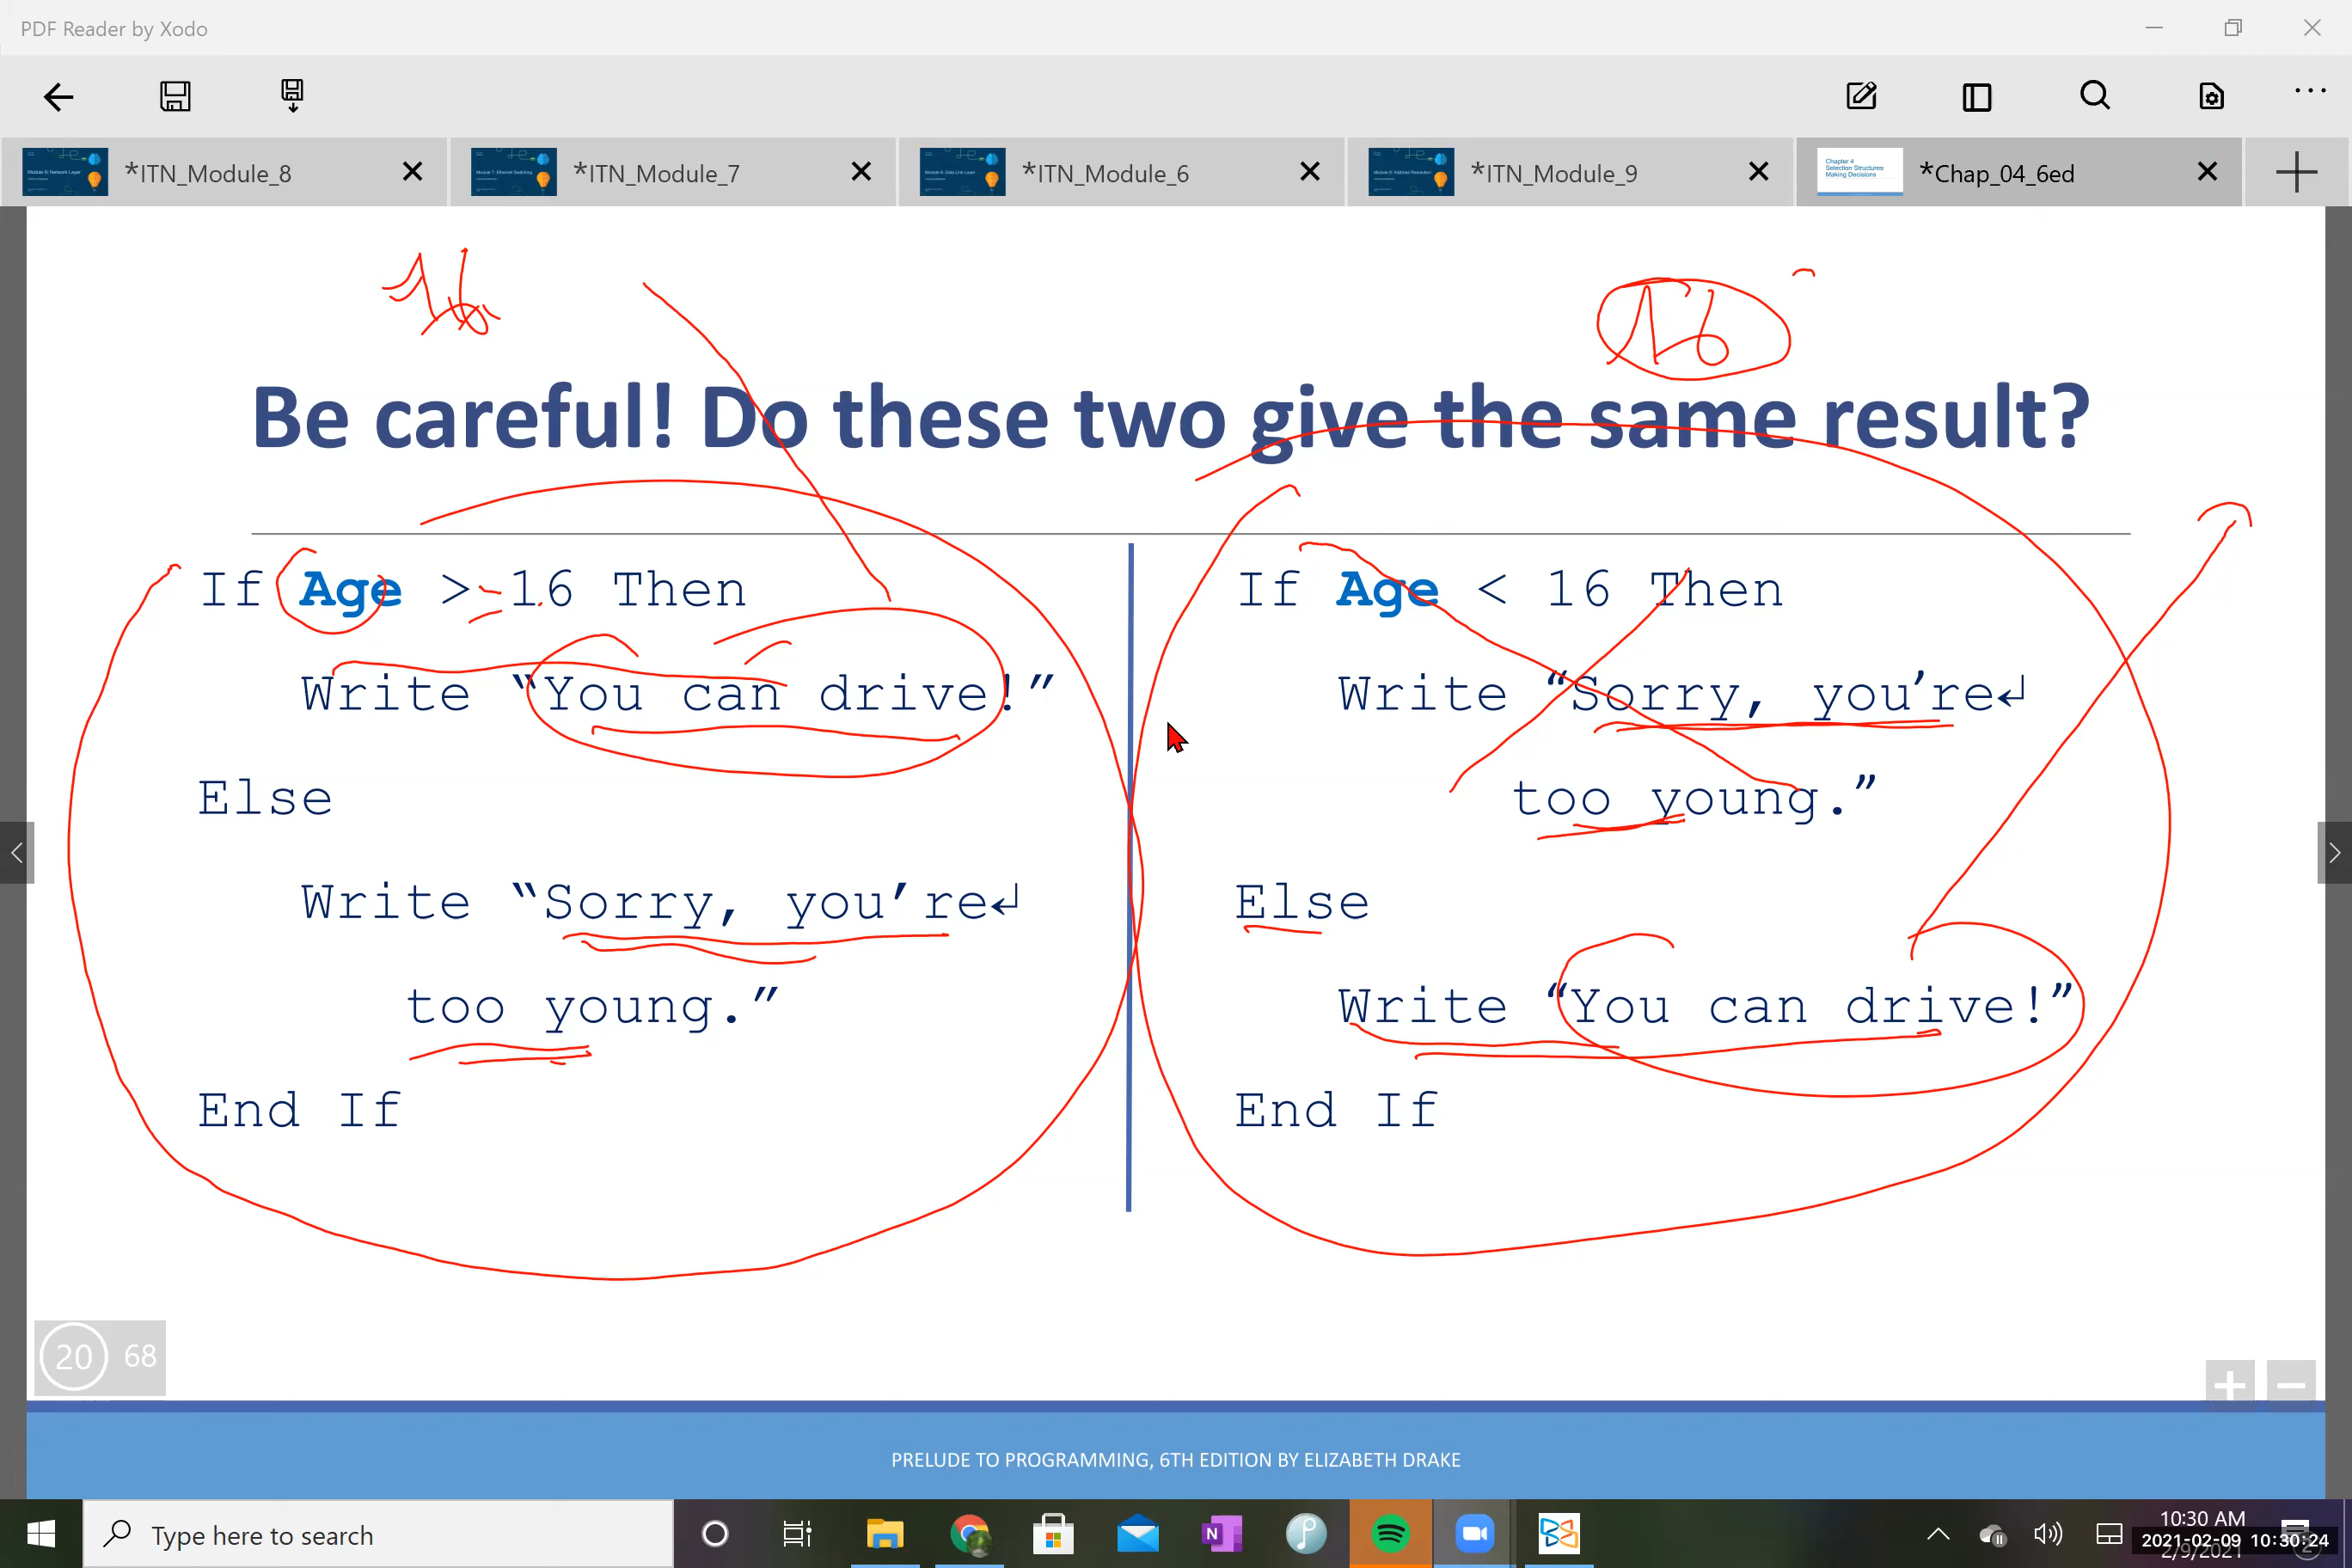 PDF Reader by Xodo
*ITN_Module_8
*ITN_Module_7
*ITN_Module_6
*ITN_Module_9
*Chap_04_6ed
16
16
Be careful! Do these two give the same result?
If Age > 16 Then
Write “You can drive!”
Else
Write “Sorry, you’re↵
too young.”
End If
If Age < 16 Then
Write “Sorry, you’re↵
too young.”
Else
Write “You can drive!”
End If
20 68
PRELUDE TO PROGRAMMING, 6TH EDITION BY ELIZABETH DRAKE
Type here to search
10:30 AM
2021-02-09 10:30:24
2/9/2021